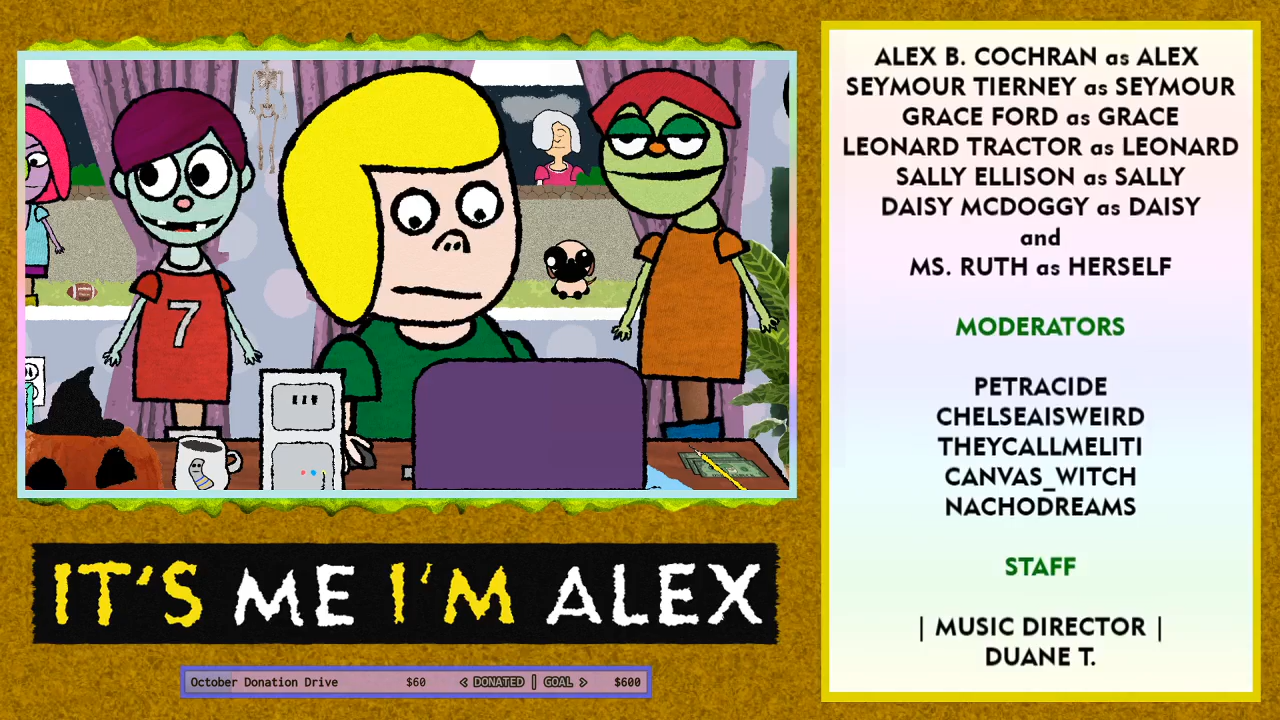 7
IT'S ME I'M ALEX
October Donation Drive $60 < DONATED | GOAL > $600
ALEX B. COCHRAN as ALEX
SEYMOUR TIERNEY as SEYMOUR
GRACE FORD as GRACE
LEONARD TRACTOR as LEONARD
SALLY ELLISON as SALLY
DAISY MCDOGGY as DAISY
and
MS. RUTH as HERSELF
MODERATORS
PETRACIDE
CHELSEAISWEIRD
THEYCALLMELITI
CANVAS_WITCH
NACHODREAMS
STAFF
| MUSIC DIRECTOR |
DUANE T.